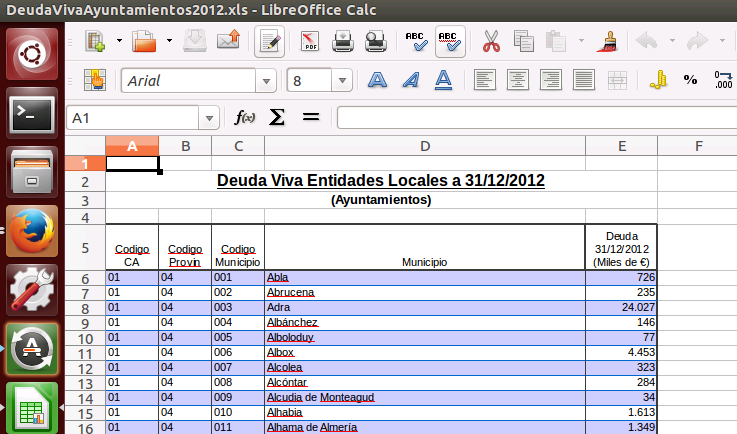 DeudaVivaAyuntamientos2012.xls - LibreOffice Calc
PDF ABC ABC
Arial 8 A A A % 0 .000
A1 f(x) Σ =
A B C D E F
1
2 Deuda Viva Entidades Locales a 31/12/2012
3 (Ayuntamientos)
4
5 Codigo CA Codigo Provin Codigo Municipio Municipio Deuda 31/12/2012 (Miles de €)
6 01 04 001 Abla 726
7 01 04 002 Abrucena 235
8 01 04 003 Adra 24.027
9 01 04 004 Albánchez 146
10 01 04 005 Alboloduy 77
11 01 04 006 Albox 4.453
12 01 04 007 Alcolea 323
13 01 04 008 Alcóntar 284
14 01 04 009 Alcudia de Monteagud 34
15 01 04 010 Alhabia 1.613
16 01 04 011 Alhama de Almería 1.349